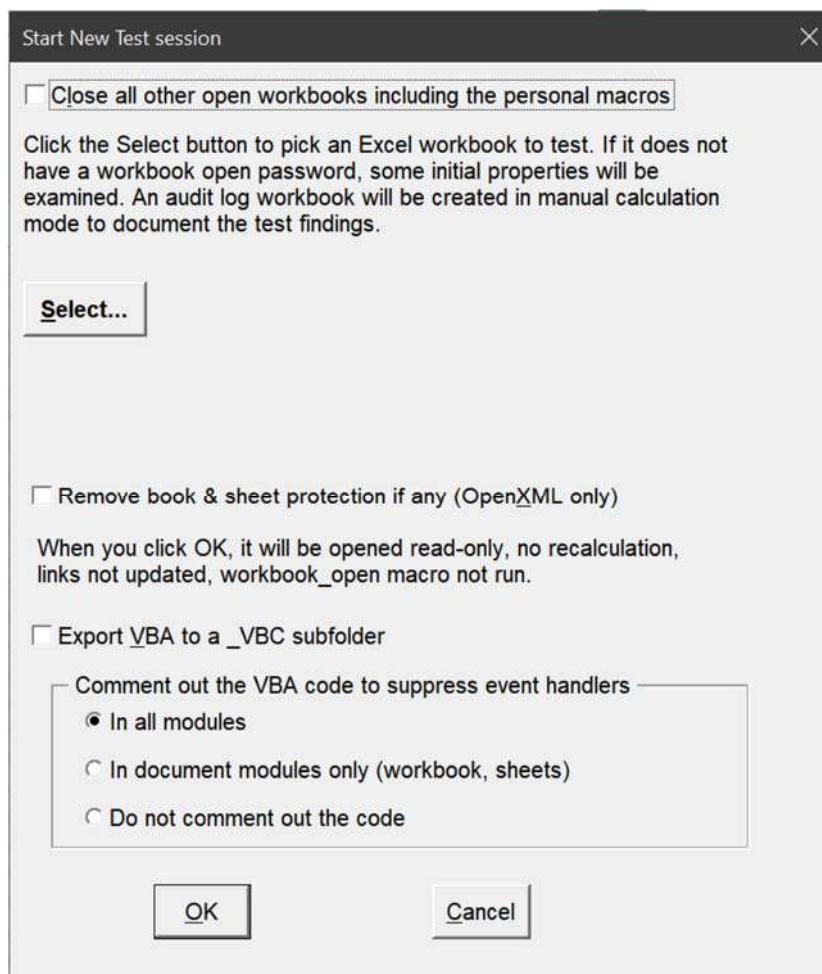 Start New Test session
Close all other open workbooks including the personal macros
Click the Select button to pick an Excel workbook to test. If it does not
have a workbook open password, some initial properties will be
examined. An audit log workbook will be created in manual calculation
mode to document the test findings.
Select...
Remove book & sheet protection if any (OpenXML only)
When you click OK, it will be opened read-only, no recalculation,
links not updated, workbook_open macro not run.
Export VBA to a _VBC subfolder
Comment out the VBA code to suppress event handlers
In all modules
In document modules only (workbook, sheets)
Do not comment out the code
OK Cancel